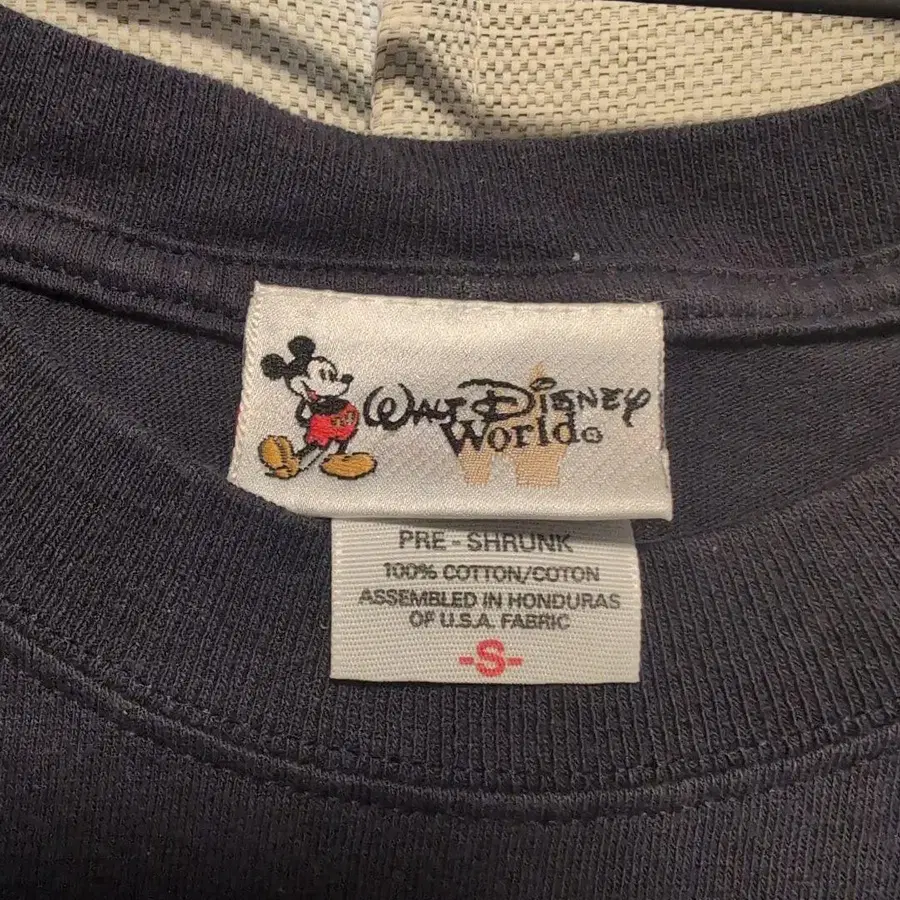 Walt Disney
World®
PRE-SHRUNK
100% COTTON/COTON
ASSEMBLED IN HONDURAS
OF U.S.A. FABRIC
-S-